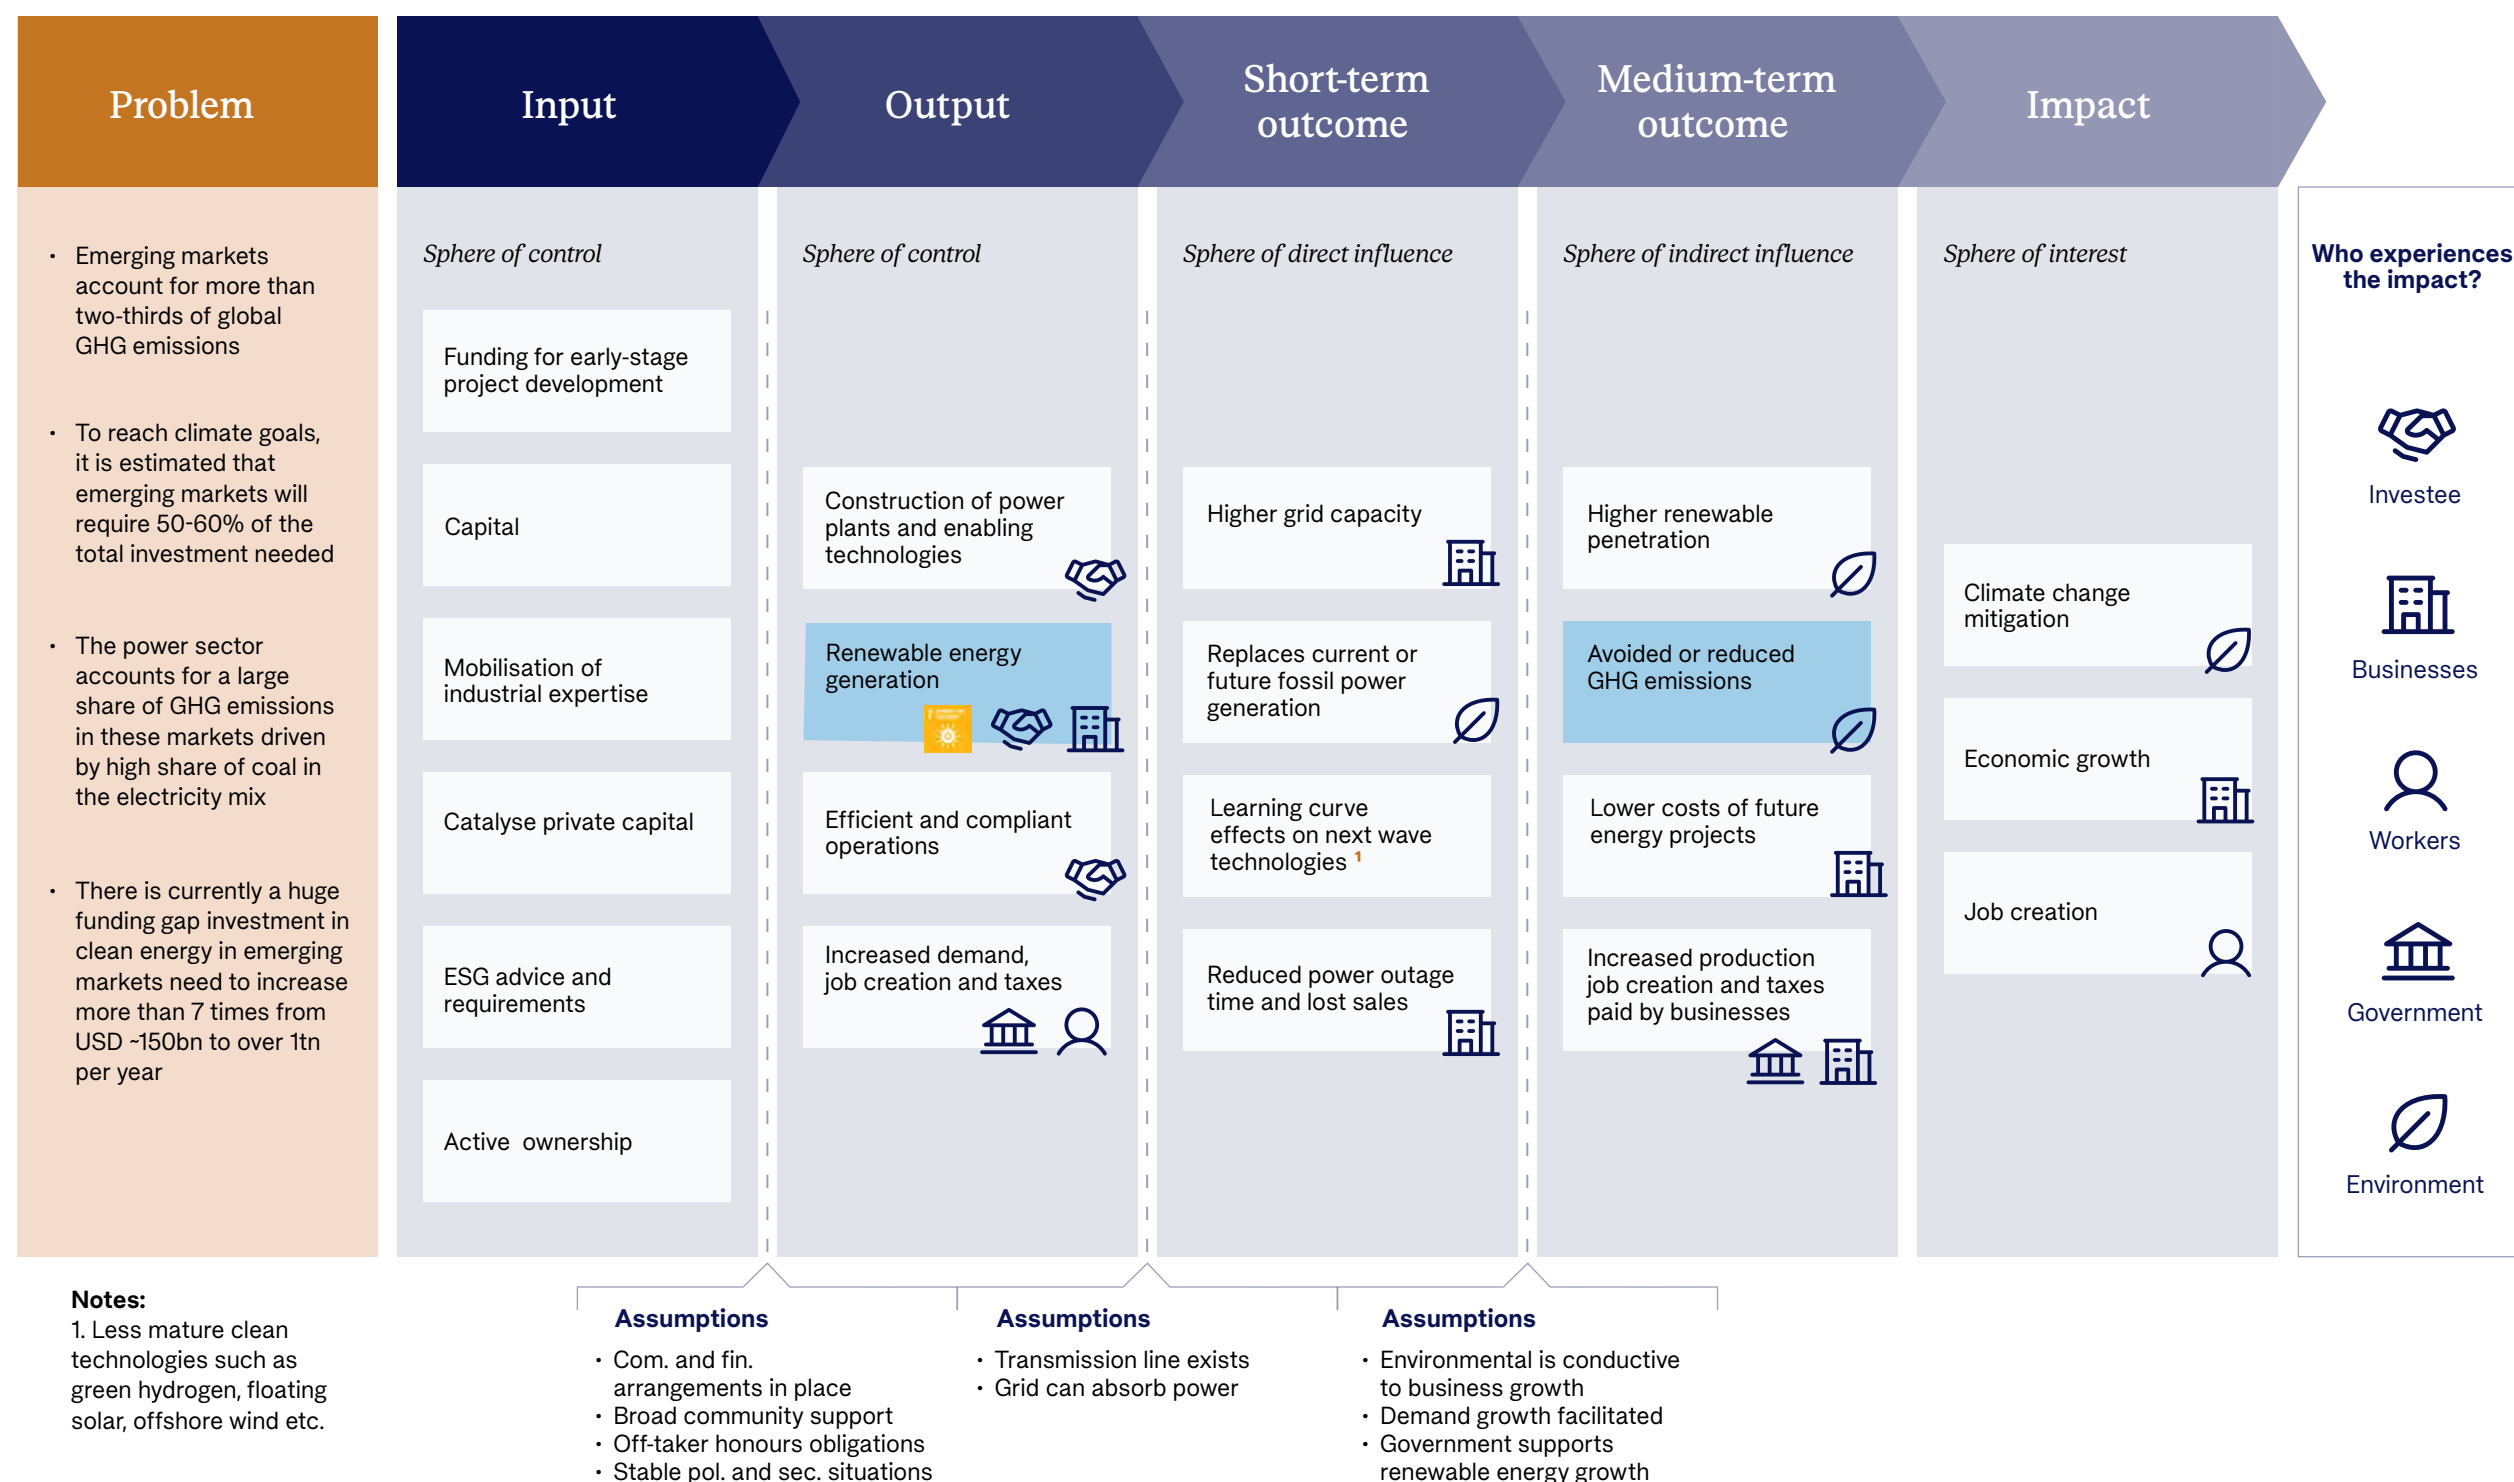 Problem
Input
Output
Short-term
outcome
Medium-term
outcome
Impact
• Emerging markets
account for more than
two-thirds of global
GHG emissions
• To reach climate goals,
it is estimated that
emerging markets will
require 50-60% of the
total investment needed
• The power sector
accounts for a large
share of GHG emissions
in these markets driven
by high share of coal in
the electricity mix
• There is currently a huge
funding gap investment in
clean energy in emerging
markets need to increase
more than 7 times from
USD ~150bn to over 1tn
per year
Sphere of control
Funding for early-stage
project development
Capital
Mobilisation of
industrial expertise
Catalyse private capital
ESG advice and
requirements
Active ownership
Sphere of control
Construction of power
plants and enabling
technologies
Renewable energy
generation
Efficient and compliant
operations
Increased demand,
job creation and taxes
Sphere of direct influence
Higher grid capacity
Replaces current or
future fossil power
generation
Learning curve
effects on next wave
technologies 1
Reduced power outage
time and lost sales
Sphere of indirect influence
Higher renewable
penetration
Avoided or reduced
GHG emissions
Lower costs of future
energy projects
Increased production
job creation and taxes
paid by businesses
Sphere of interest
Climate change
mitigation
Economic growth
Job creation
Who experiences
the impact?
Investee
Businesses
Workers
Government
Environment
Notes:
1. Less mature clean
technologies such as
green hydrogen, floating
solar, offshore wind etc.
Assumptions
• Com. and fin.
arrangements in place
• Broad community support
• Off-taker honours obligations
• Stable pol. and sec. situations
Assumptions
• Transmission line exists
• Grid can absorb power
Assumptions
• Environmental is conductive
to business growth
• Demand growth facilitated
• Government supports
renewable energy growth